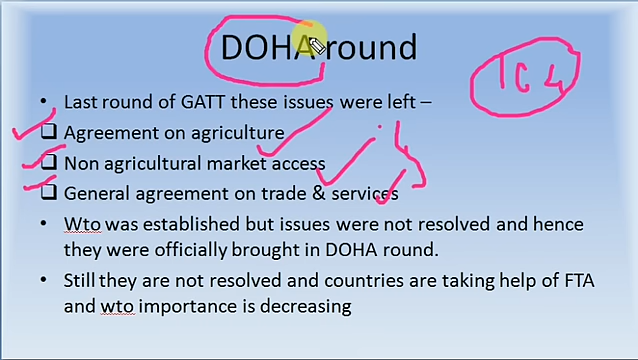 DOHA round
• Last round of GATT these issues were left –
❑ Agreement on agriculture
❑ Non agricultural market access
❑ General agreement on trade & services
• Wto was established but issues were not resolved and hence
they were officially brought in DOHA round.
• Still they are not resolved and countries are taking help of FTA
and wto importance is decreasing